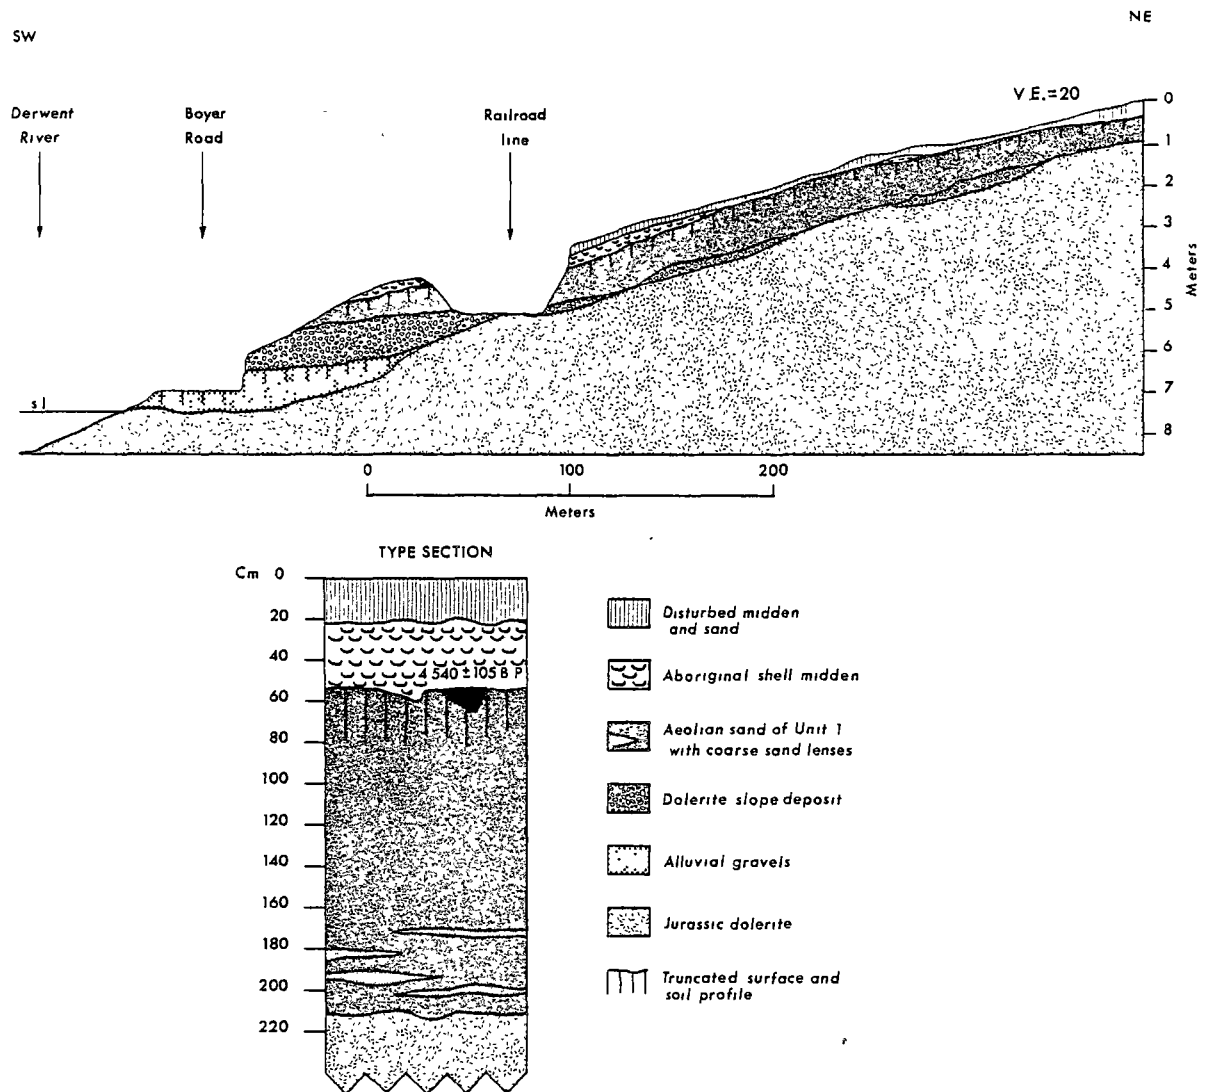 SW
NE
Derwent
River
Boyer
Road
Railroad
line
V.E.=20
0
1
2
3
4
5
6
7
8
Meters
s l
0
100
200
Meters
TYPE SECTION
Cm 0
20
40
60
80
100
120
140
160
180
200
220
4 540 ±105 B P
Disturbed midden
and sand
Aboriginal shell midden
Aeolian sand of Unit 1
with coarse sand lenses
Dolerite slope deposit
Alluvial gravels
Jurassic dolerite
Truncated surface and
soil profile